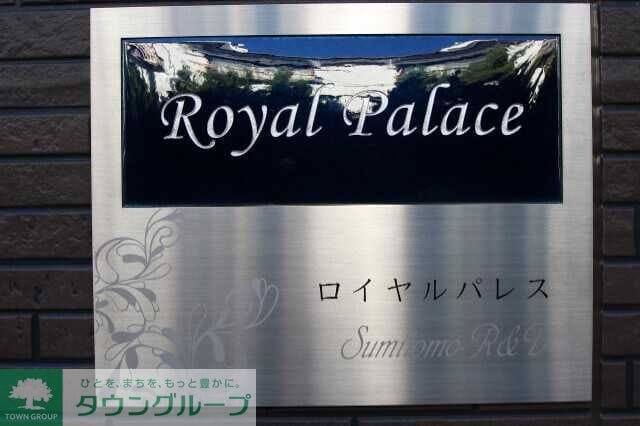 Royal Palace
ロイヤルパレス
Sumitomo R&D
ひとを、まちを、もっと豊かに。
タウングループ
TOWN GROUP